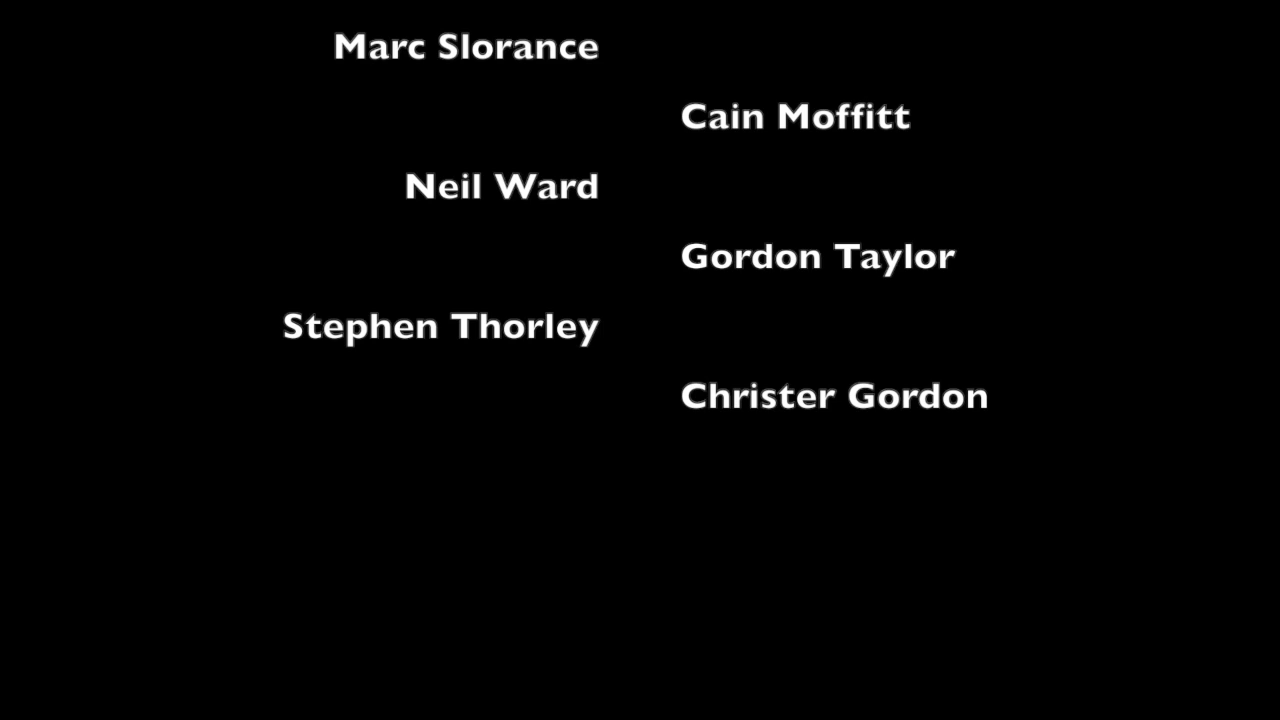 Marc Slorance
Cain Moffitt
Neil Ward
Gordon Taylor
Stephen Thorley
Christer Gordon